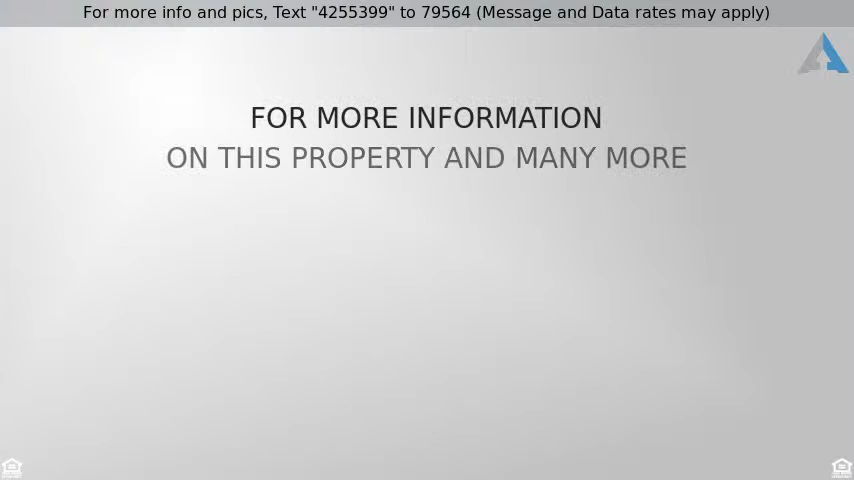 For more info and pics, Text "4255399" to 79564 (Message and Data rates may apply)
FOR MORE INFORMATION
ON THIS PROPERTY AND MANY MORE